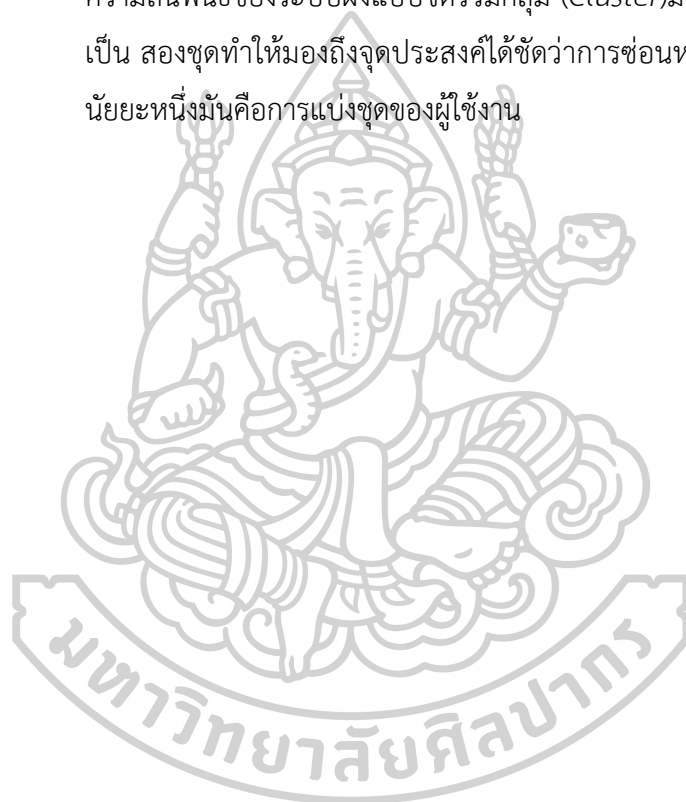 เป็น สองชุดทำให้มองถึงจุดประสงค์ได้ชัดว่าการซ่อนห
นัยยะหนึ่งมันคือการแบ่งชุดของผู้ใช้งาน
มหาวิทยาลัยศิลปากร